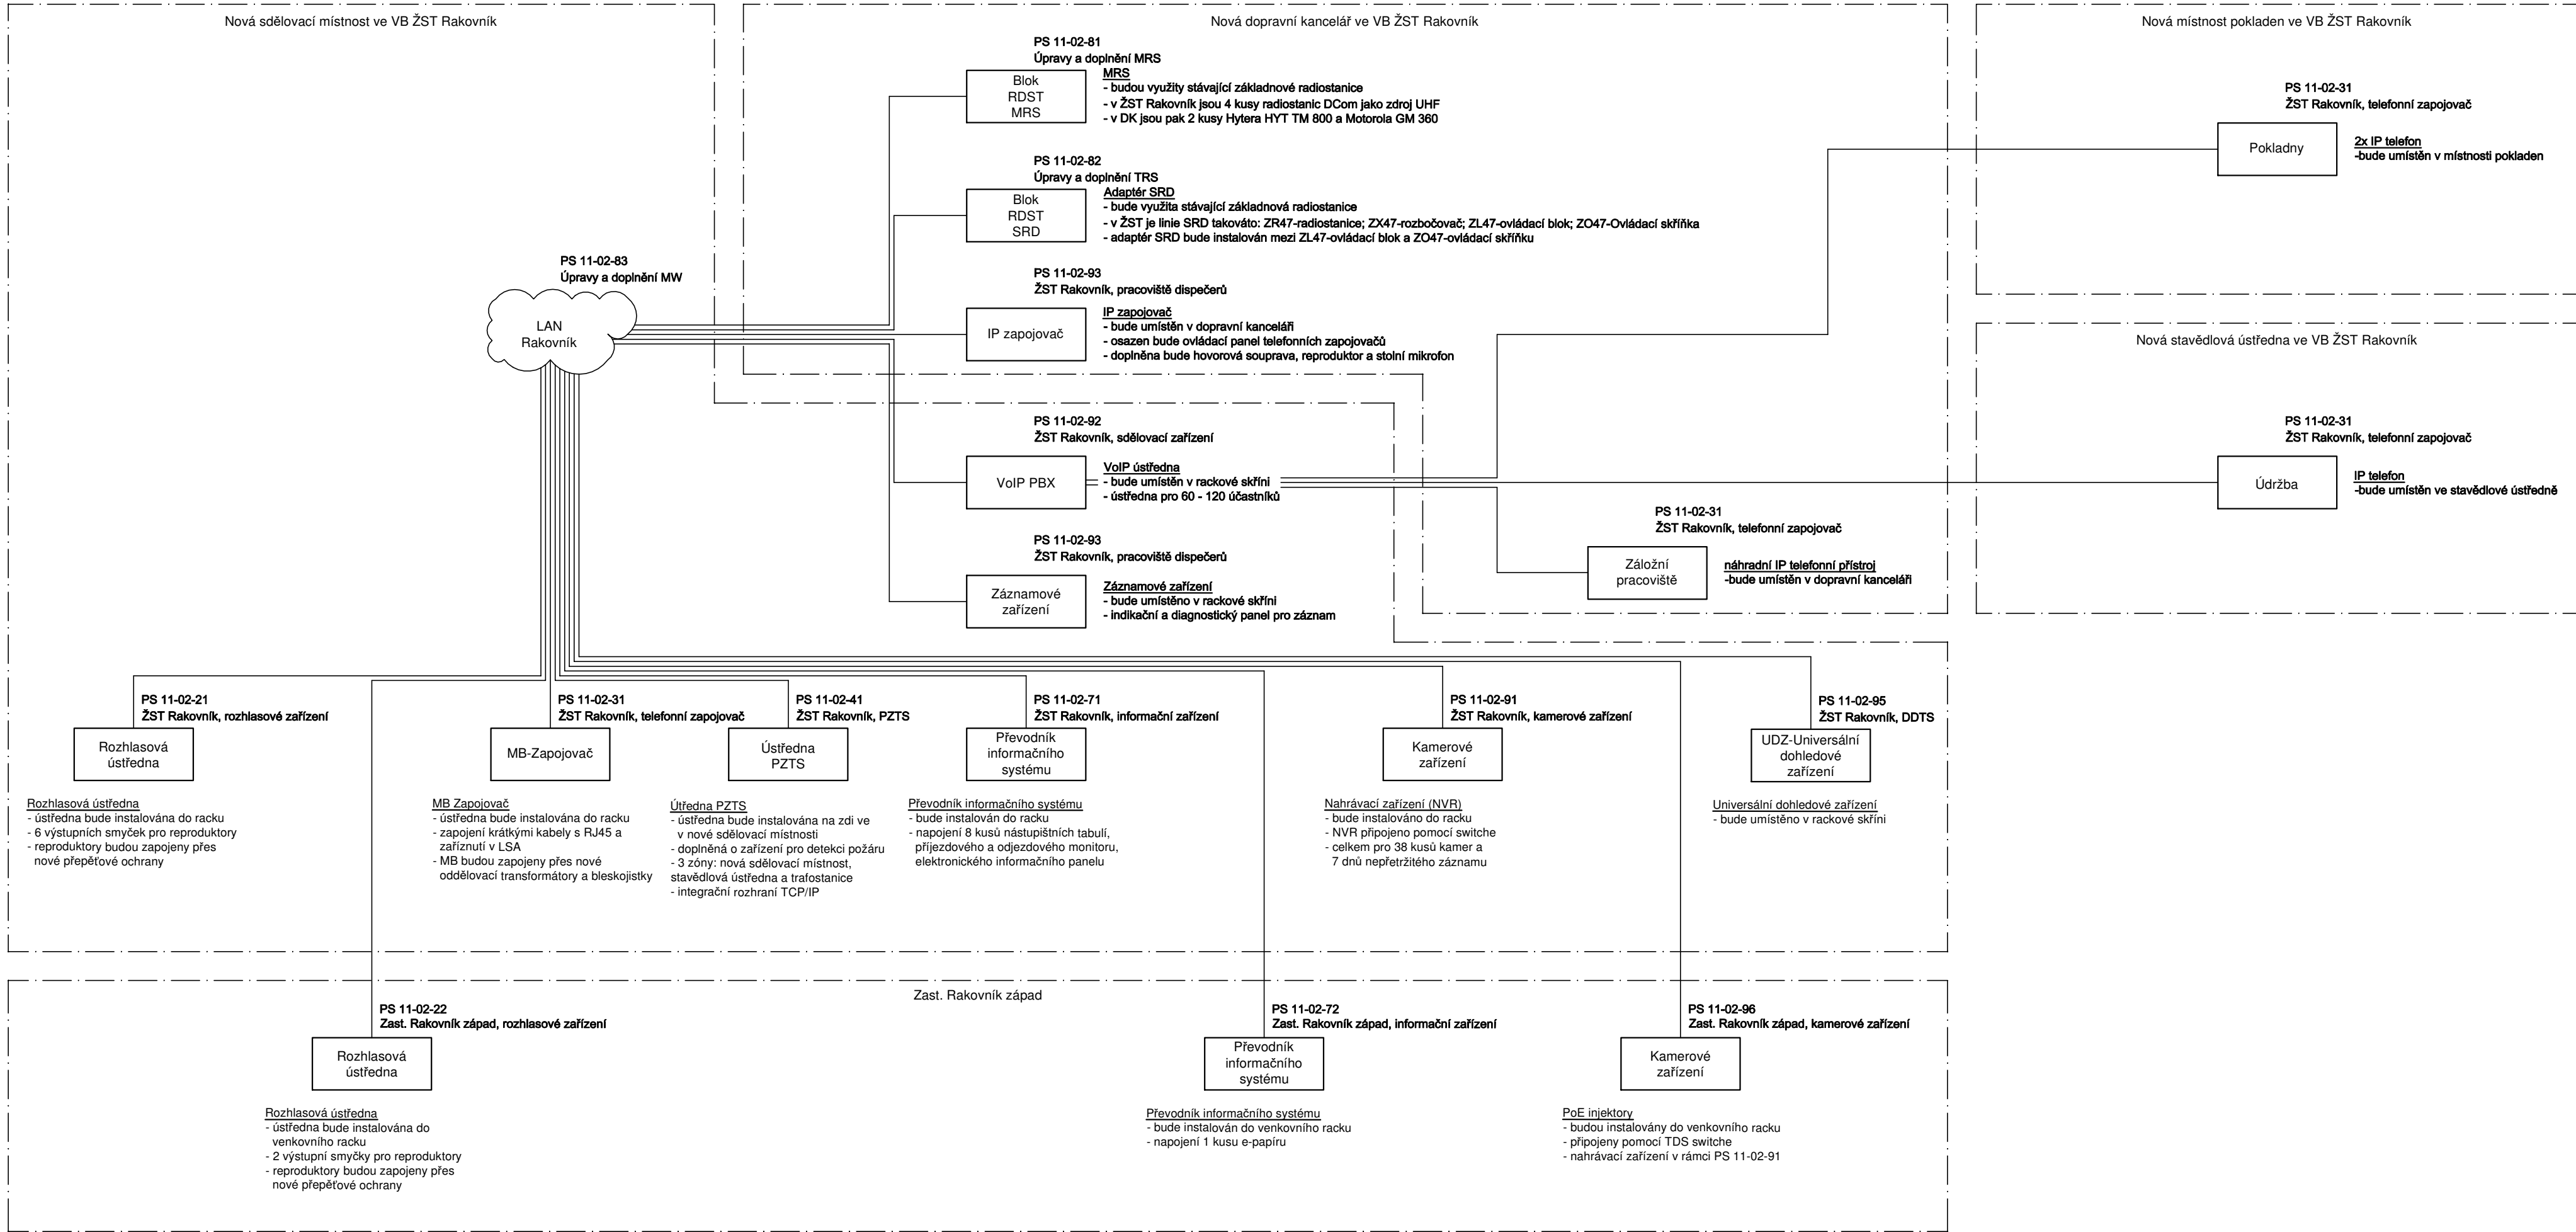 Nová sdělovací místnost ve VB ŽST Rakovník
Nová dopravní kancelář ve VB ŽST Rakovník
Nová místnost pokladen ve VB ŽST Rakovník
PS 11-02-81
Úpravy a doplnění MRS
Blok
RDST
MRS
MRS
- budou využity stávající základnové radiostanice
- v ŽST Rakovník jsou 4 kusy radiostanic DCom jako zdroj UHF
- v DK jsou pak 2 kusy Hytera HYT TM 800 a Motorola GM 360
PS 11-02-31
ŽST Rakovník, telefonní zapojovač
Pokladny
2x IP telefon
-bude umístěn v místnosti pokladen
PS 11-02-82
Úpravy a doplnění TRS
Blok
RDST
SRD
Adaptér SRD
- bude využita stávající základnová radiostanice
- v ŽST je linie SRD takováto: ZR47-radiostanice; ZX47-rozbočovač; ZL47-ovládací blok; ZO47-Ovládací skříňka
- adaptér SRD bude instalován mezi ZL47-ovládací blok a ZO47-ovládací skříňku
PS 11-02-83
Úpravy a doplnění MW
LAN
Rakovník
PS 11-02-93
ŽST Rakovník, pracoviště dispečerů
IP zapojovač
IP zapojovač
- bude umístěn v dopravní kanceláři
- osazen bude ovládací panel telefonních zapojovačů
- doplněna bude hovorová souprava, reproduktor a stolní mikrofon
Nová stavědlová ústředna ve VB ŽST Rakovník
PS 11-02-92
ŽST Rakovník, sdělovací zařízení
VoIP PBX
VoIP ústředna
- bude umístěn v rackové skříni
- ústředna pro 60 - 120 účastníků
PS 11-02-31
ŽST Rakovník, telefonní zapojovač
Údržba
IP telefon
-bude umístěn ve stavědlové ústředně
PS 11-02-31
ŽST Rakovník, telefonní zapojovač
Záložní
pracoviště
náhradní IP telefonní přístroj
-bude umístěn v dopravní kanceláři
PS 11-02-93
ŽST Rakovník, pracoviště dispečerů
Záznamové
zařízení
Záznamové zařízení
- bude umístěno v rackové skříni
- indikační a diagnostický panel pro záznam
PS 11-02-21
ŽST Rakovník, rozhlasové zařízení
Rozhlasová
ústředna
Rozhlasová ústředna
- ústředna bude instalována do racku
- 6 výstupních smyček pro reproduktory
- reproduktory budou zapojeny přes
nové přepěťové ochrany
PS 11-02-31
ŽST Rakovník, telefonní zapojovač
MB-Zapojovač
MB Zapojovač
- ústředna bude instalována do racku
- zapojení krátkými kabely s RJ45 a
zaříznutí v LSA
- MB budou zapojeny přes nové
oddělovací transformátory a bleskojistky
PS 11-02-41
ŽST Rakovník, PZTS
Ústředna
PZTS
Útředna PZTS
- ústředna bude instalována na zdi ve
v nové sdělovací místnosti
- doplněná o zařízení pro detekci požáru
- 3 zóny: nová sdělovací místnost,
stavědlová ústředna a trafostanice
- integrační rozhraní TCP/IP
PS 11-02-71
ŽST Rakovník, informační zařízení
Převodník
informačního
systému
Převodník informačního systému
- bude instalován do racku
- napojení 8 kusů nástupištních tabulí,
příjezdového a odjezdového monitoru,
elektronického informačního panelu
PS 11-02-91
ŽST Rakovník, kamerové zařízení
Kamerové
zařízení
Nahrávací zařízení (NVR)
- bude instalováno do racku
- NVR připojeno pomocí switche
- celkem pro 38 kusů kamer a
7 dnů nepřetržitého záznamu
PS 11-02-95
ŽST Rakovník, DDTS
UDZ-Universální
dohledové
zařízení
Universální dohledové zařízení
- bude umístěno v rackové skříni
Zast. Rakovník západ
PS 11-02-22
Zast. Rakovník západ, rozhlasové zařízení
Rozhlasová
ústředna
Rozhlasová ústředna
- ústředna bude instalována do
venkovního racku
- 2 výstupní smyčky pro reproduktory
- reproduktory budou zapojeny přes
nové přepěťové ochrany
PS 11-02-72
Zast. Rakovník západ, informační zařízení
Převodník
informačního
systému
Převodník informačního systému
- bude instalován do venkovního racku
- napojení 1 kusu e-papíru
PS 11-02-96
Zast. Rakovník západ, kamerové zařízení
Kamerové
zařízení
PoE injektory
- budou instalovány do venkovního racku
- připojeny pomocí TDS switche
- nahrávací zařízení v rámci PS 11-02-91